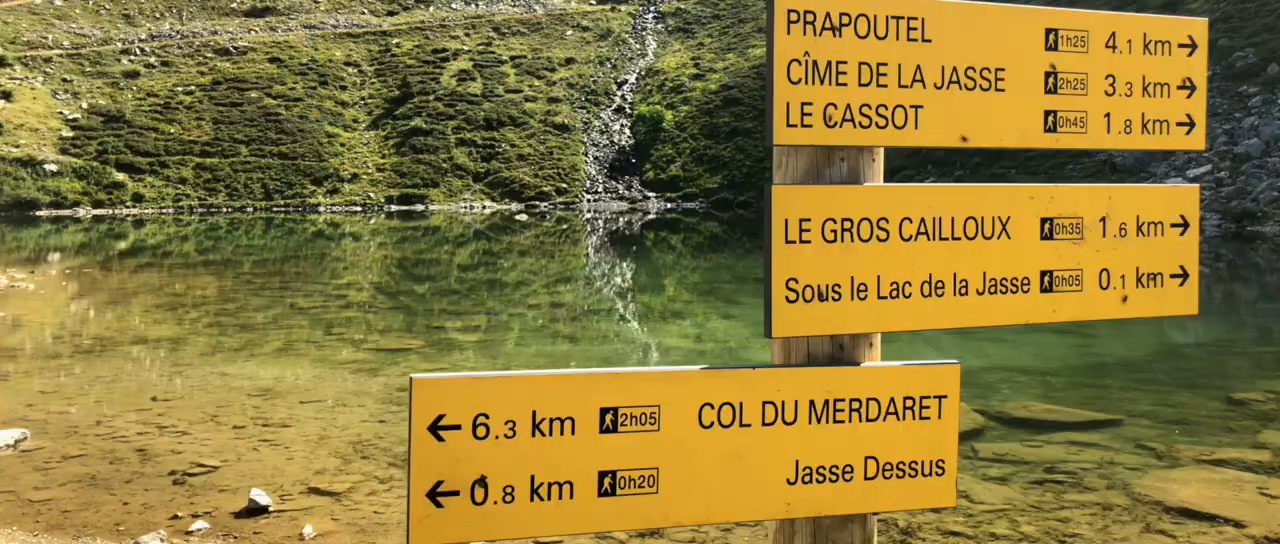 PRAPOUTEL 1h25 4.1 km →
CÎME DE LA JASSE 2h25 3.3 km →
LE CASSOT 0h45 1.8 km →
LE GROS CAILLOUX 0h35 1.6 km →
Sous le Lac de la Jasse 0h05 0.1 km →
← 6.3 km 2h05 COL DU MERDARET
← 0.8 km 0h20 Jasse Dessus